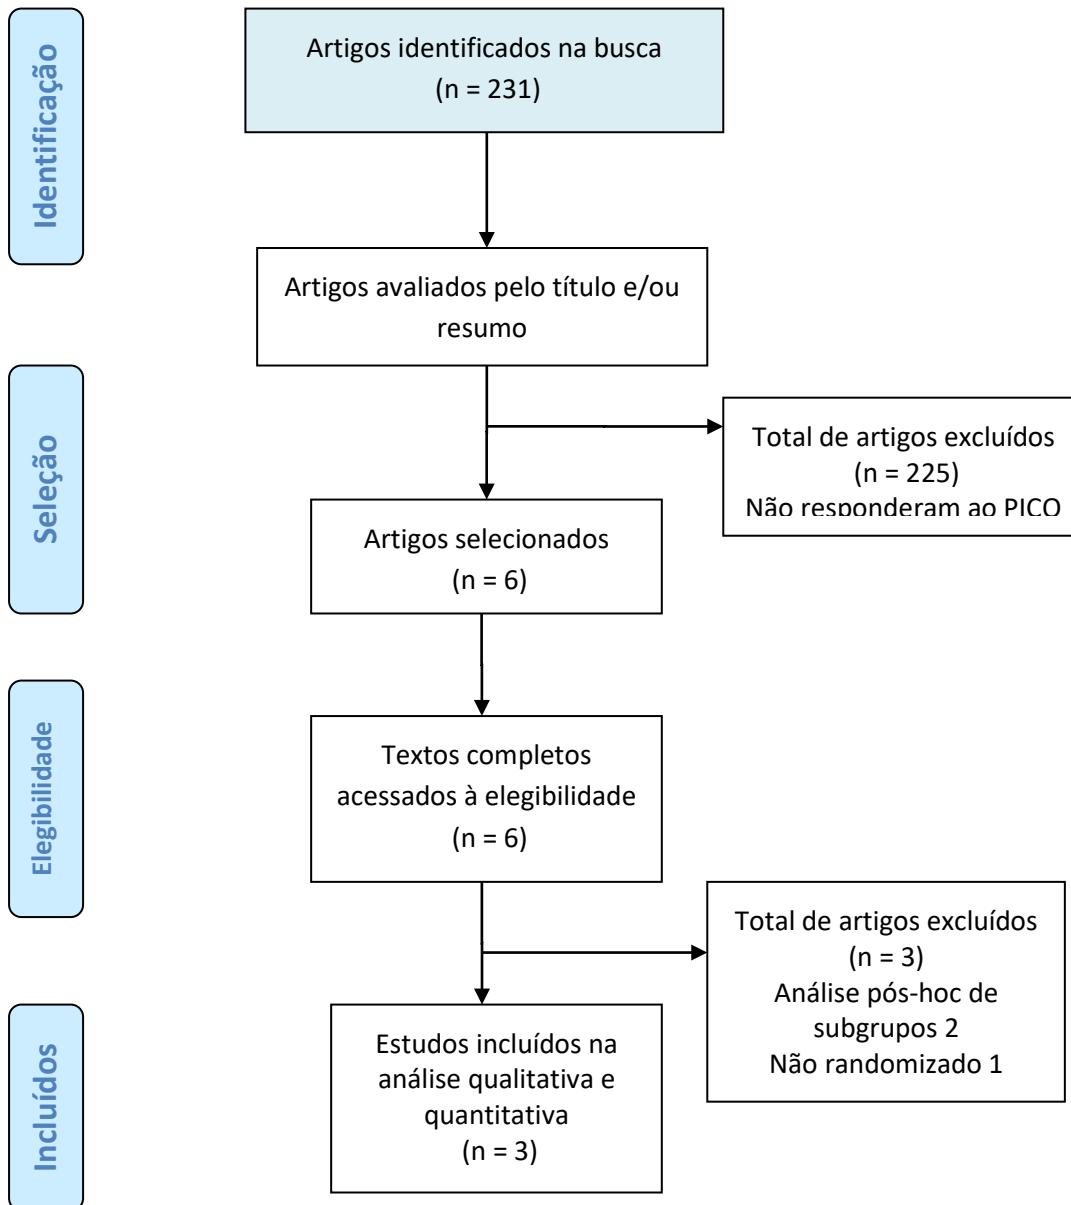 Identificação
Artigos identificados na busca
(n = 231)
Artigos avaliados pelo título e/ou
resumo
Seleção
Total de artigos excluídos
(n = 225)
Não responderam ao PICO
Artigos selecionados
(n = 6)
Elegibilidade
Textos completos
acessados à elegibilidade
(n = 6)
Total de artigos excluídos
(n = 3)
Análise pós-hoc de
subgrupos 2
Não randomizado 1
Incluídos
Estudos incluídos na
análise qualitativa e
quantitativa
(n = 3)